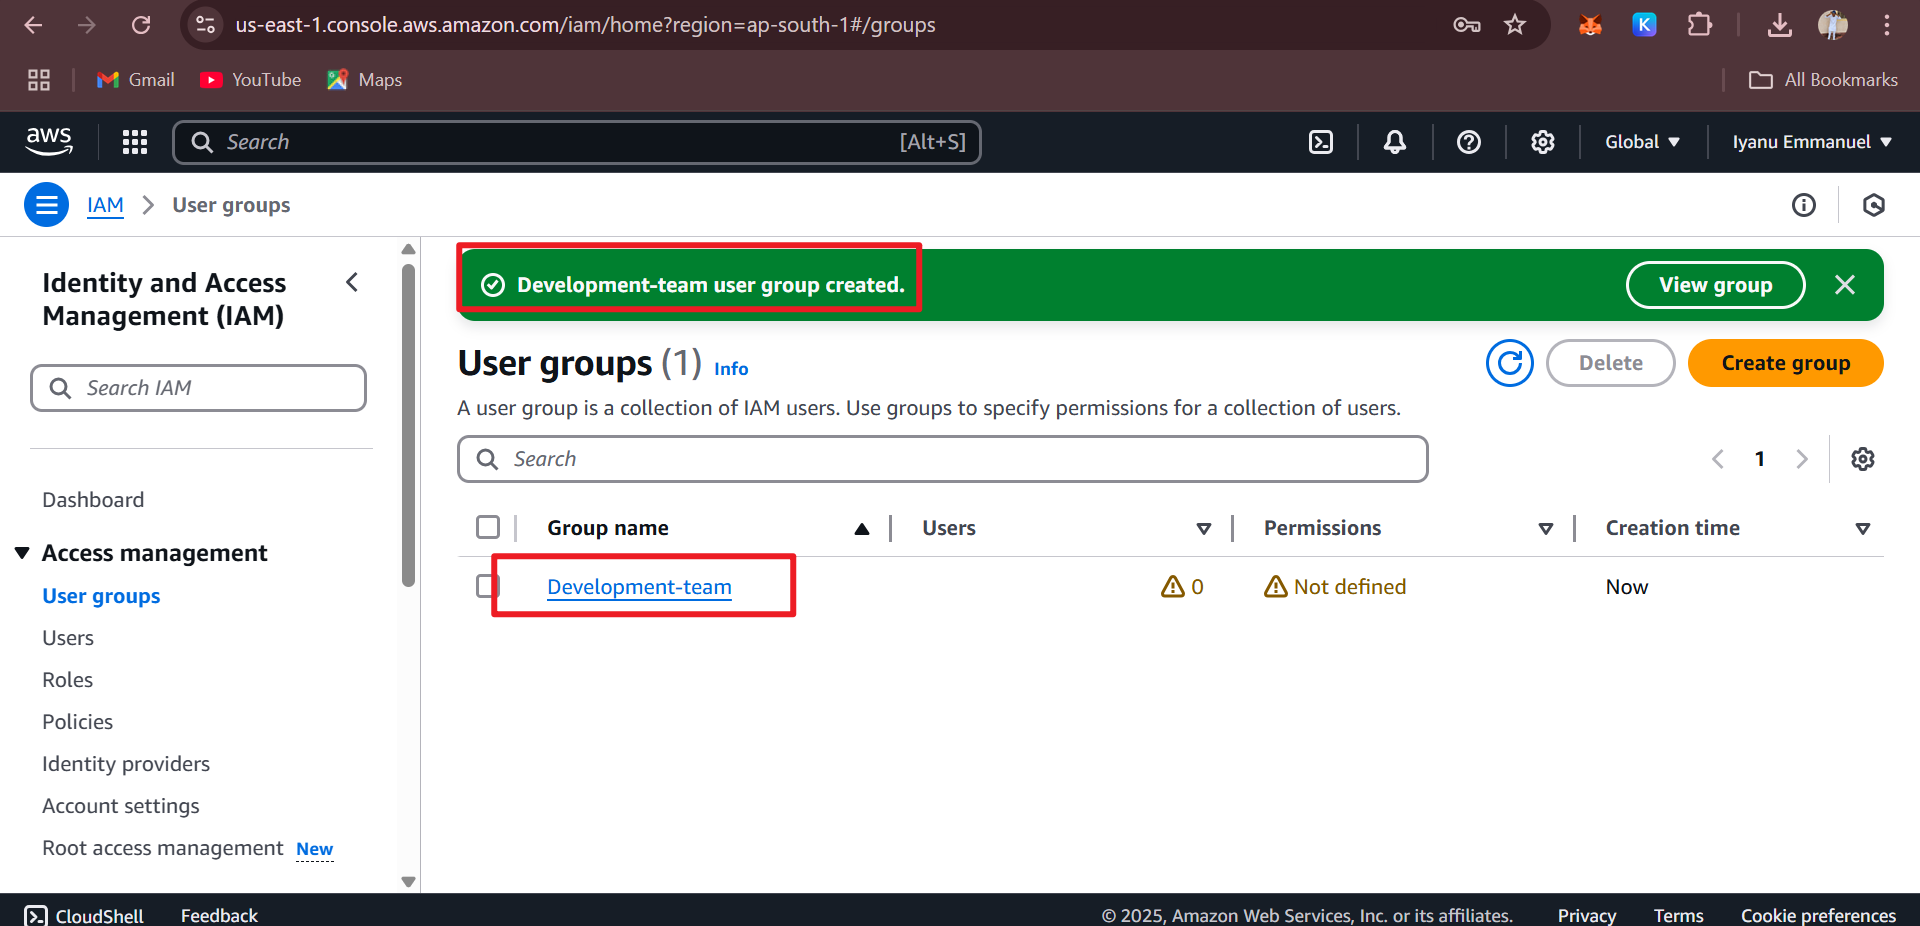 us-east-1.console.aws.amazon.com/iam/home?region=ap-south-1#/groups
K
Gmail YouTube Maps All Bookmarks
aws Search [Alt+S] Global Iyanu Emmanuel
IAM User groups
Identity and Access
Management (IAM)
Search IAM
Dashboard
Access management
User groups
Users
Roles
Policies
Identity providers
Account settings
Root access management New
Development-team user group created. View group
User groups (1) Info
Delete Create group
A user group is a collection of IAM users. Use groups to specify permissions for a collection of users.
Search 1
Group name Users Permissions Creation time
Development-team 0 Not defined Now
CloudShell Feedback © 2025, Amazon Web Services, Inc. or its affiliates. Privacy Terms Cookie preferences